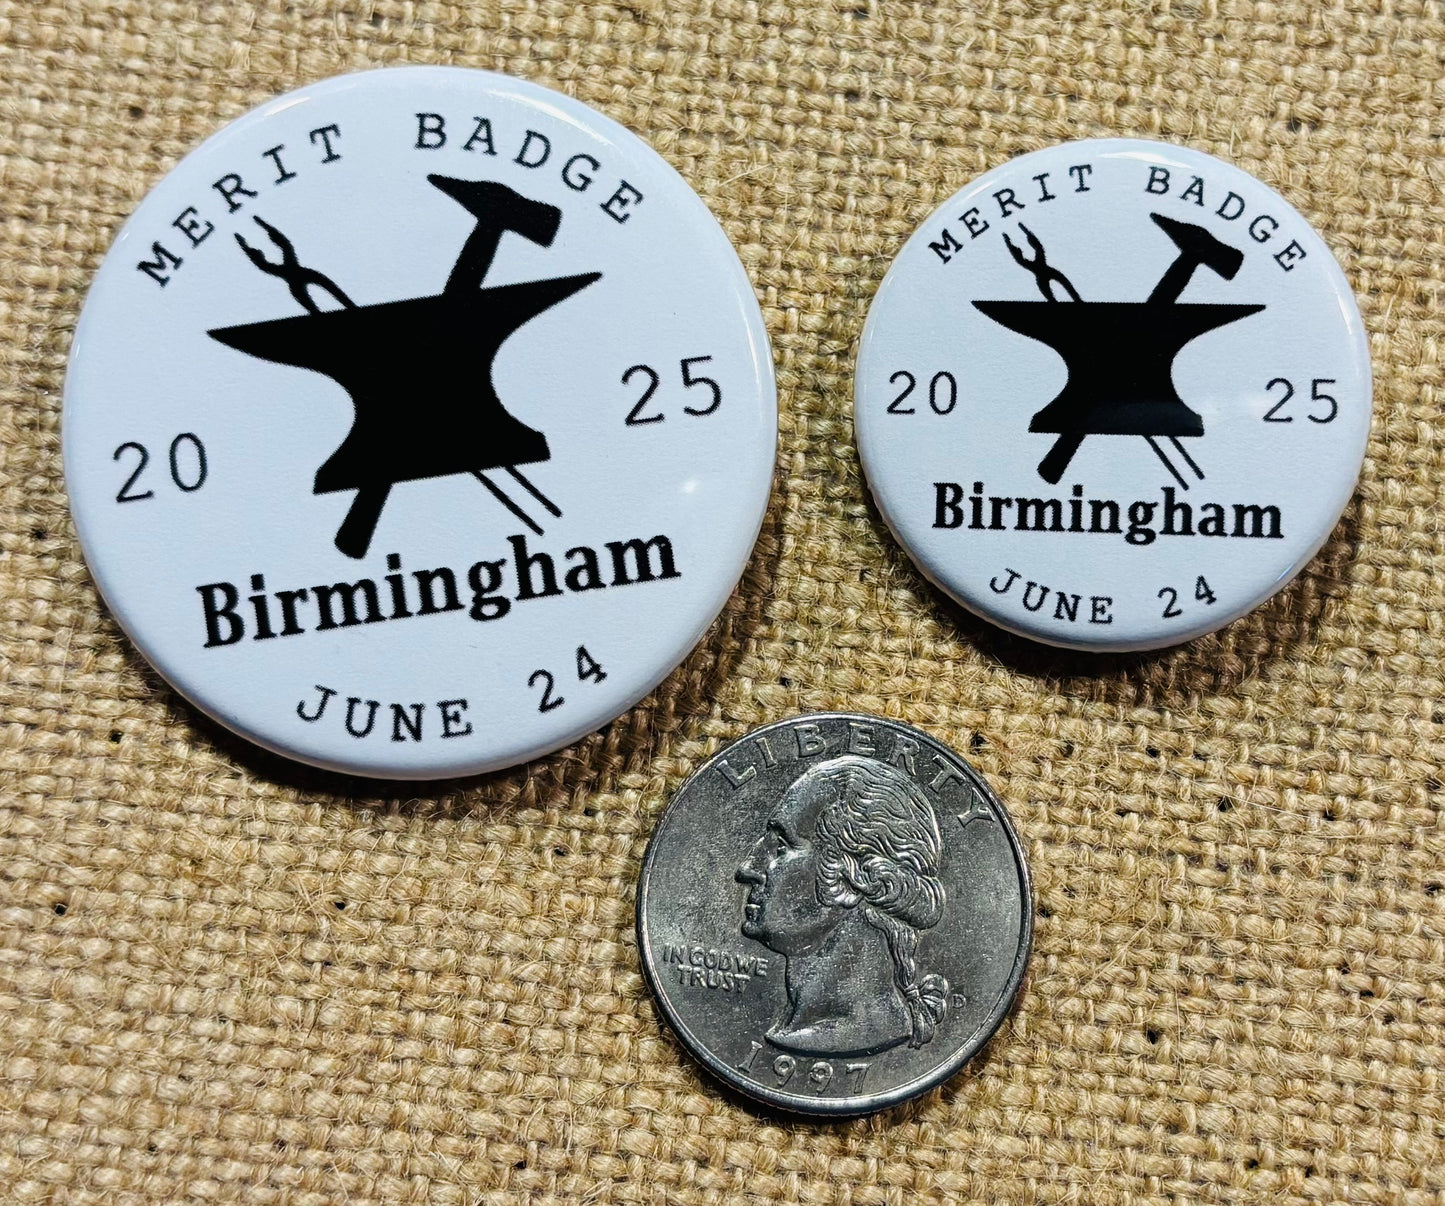 MERIT BADGE
20 25
Birmingham
JUNE 24
MERIT BADGE
20 25
Birmingham
JUNE 24
LIBERTY
IN GOD WE
TRUST
D
1997